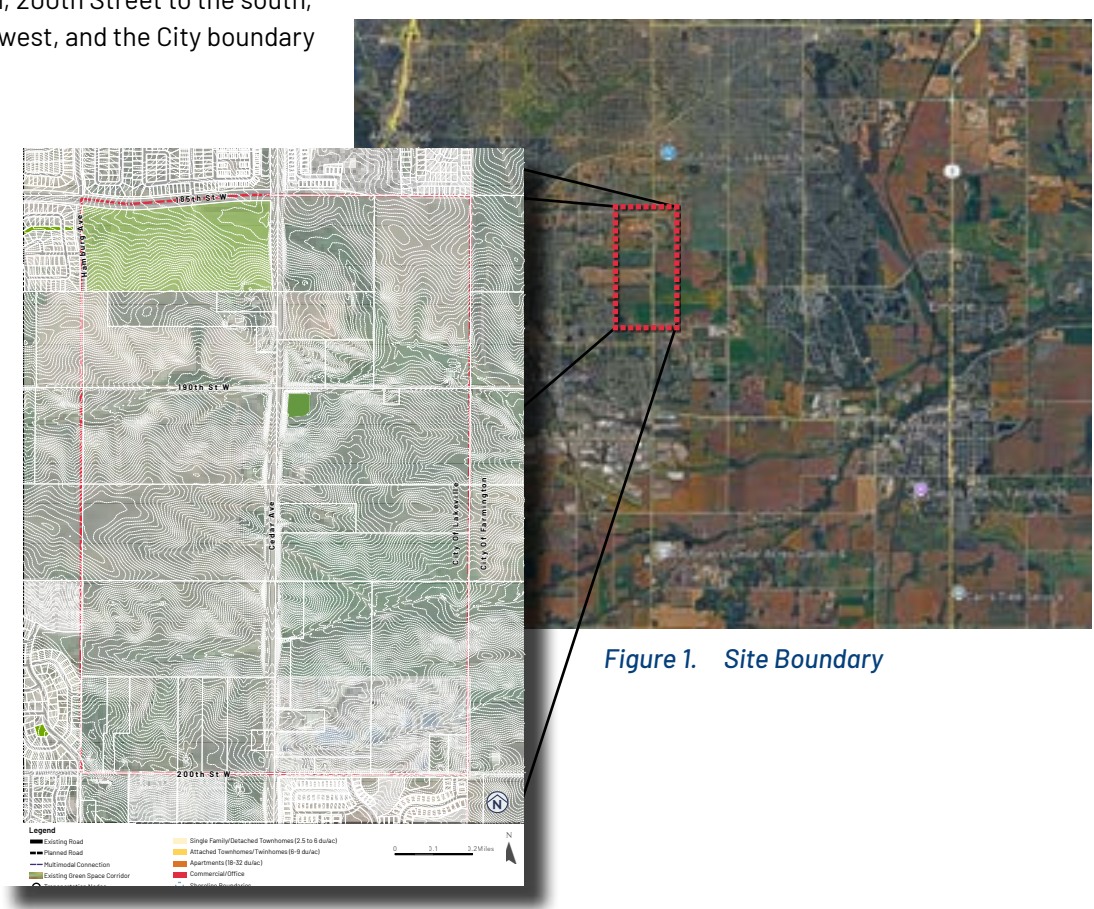 , 200th Street to the south,
west, and the City boundary
185th St W
Hamburg Ave
190th St W
Cedar Ave
City Of Lakeville
City Of Farmington
200th St W
N
Legend
Existing Road
Planned Road
Multimodal Connection
Existing Green Space Corridor
Single Family/Detached Townhomes (2.5 to 6 du/ac)
Attached Townhomes/Twinhomes (6-9 du/ac)
Apartments (18-32 du/ac)
Commercial/Office
Shoreline Boundaries
0
N
Figure 1. Site Boundary